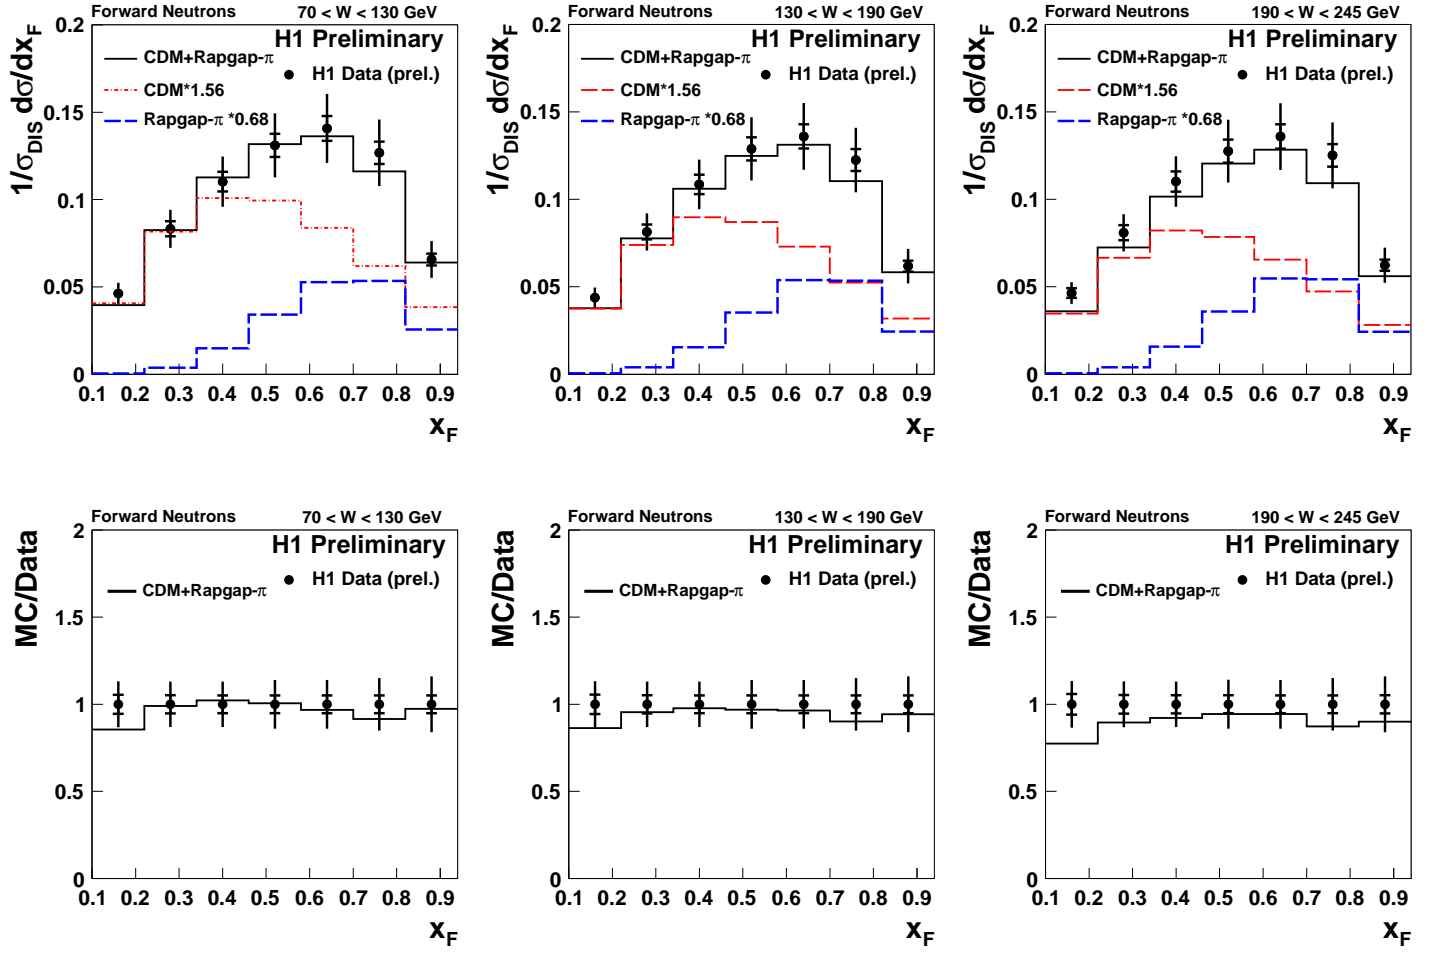 Forward Neutrons 70 < W < 130 GeV
H1 Preliminary
CDM+Rapgap-π
H1 Data (prel.)
CDM*1.56
Rapgap-π *0.68
1/σDIS dσ/dxF
0.2
0.15
0.1
0.05
0
0.1 0.2 0.3 0.4 0.5 0.6 0.7 0.8 0.9
xF
Forward Neutrons 130 < W < 190 GeV
H1 Preliminary
CDM+Rapgap-π
H1 Data (prel.)
CDM*1.56
Rapgap-π *0.68
1/σDIS dσ/dxF
0.2
0.15
0.1
0.05
0
0.1 0.2 0.3 0.4 0.5 0.6 0.7 0.8 0.9
xF
Forward Neutrons 190 < W < 245 GeV
H1 Preliminary
CDM+Rapgap-π
H1 Data (prel.)
CDM*1.56
Rapgap-π *0.68
1/σDIS dσ/dxF
0.2
0.15
0.1
0.05
0
0.1 0.2 0.3 0.4 0.5 0.6 0.7 0.8 0.9
xF
Forward Neutrons 70 < W < 130 GeV
H1 Preliminary
H1 Data (prel.)
CDM+Rapgap-π
MC/Data
2
1.5
1
0.5
0
0.1 0.2 0.3 0.4 0.5 0.6 0.7 0.8 0.9
xF
Forward Neutrons 130 < W < 190 GeV
H1 Preliminary
H1 Data (prel.)
CDM+Rapgap-π
MC/Data
2
1.5
1
0.5
0
0.1 0.2 0.3 0.4 0.5 0.6 0.7 0.8 0.9
xF
Forward Neutrons 190 < W < 245 GeV
H1 Preliminary
H1 Data (prel.)
CDM+Rapgap-π
MC/Data
2
1.5
1
0.5
0
0.1 0.2 0.3 0.4 0.5 0.6 0.7 0.8 0.9
xF